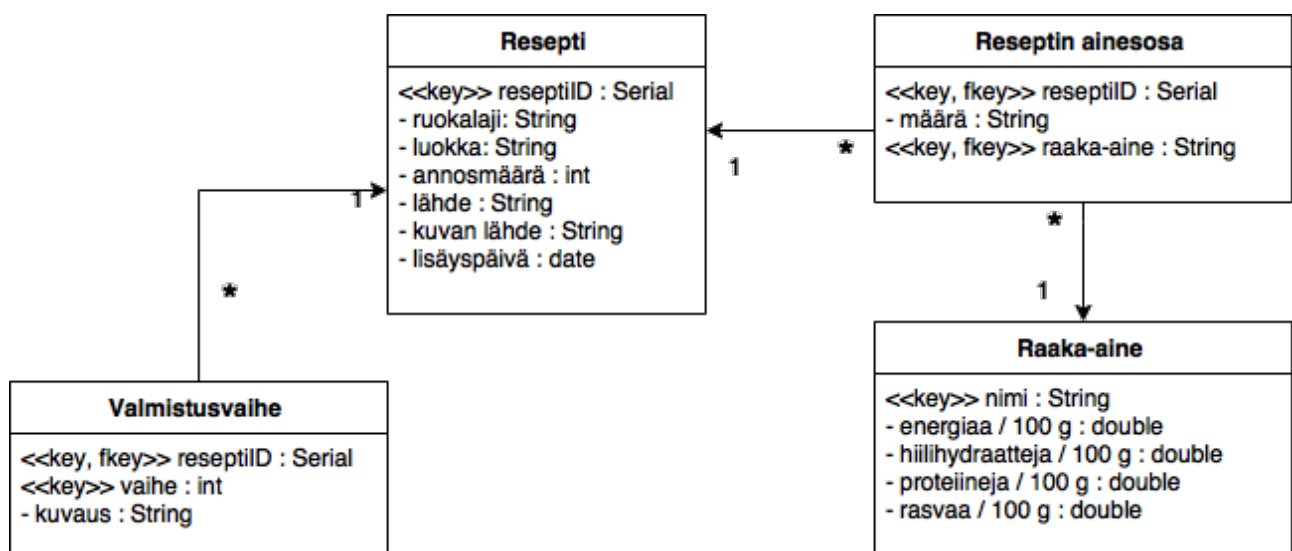 Resepti
<<key>> reseptiID : Serial
- ruokalaji: String
- luokka: String
- annosmäärä : int
- lähde : String
- kuvan lähde : String
- lisäyspäivä : date
Reseptin ainesosa
<<key, fkey>> reseptiID : Serial
- määrä : String
<<key, fkey>> raaka-aine : String
1
*
1
*
*
1
Valmistusvaihe
<<key, fkey>> reseptiID : Serial
<<key>> vaihe : int
- kuvaus : String
Raaka-aine
<<key>> nimi : String
- energiaa / 100 g : double
- hiilihydraatteja / 100 g : double
- proteiineja / 100 g : double
- rasvaa / 100 g : double